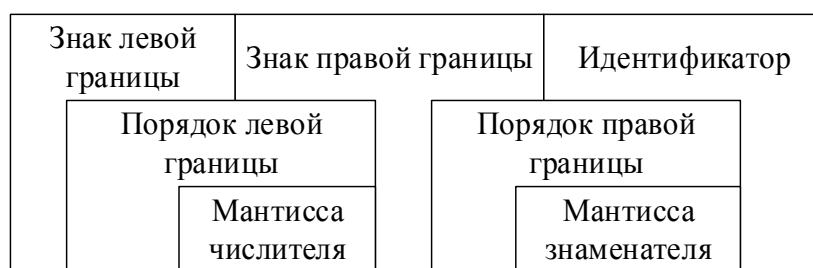 Знак левой
границы
Знак правой границы
Идентификатор
Порядок левой
границы
Порядок правой
границы
Мантисса
числителя
Мантисса
знаменателя